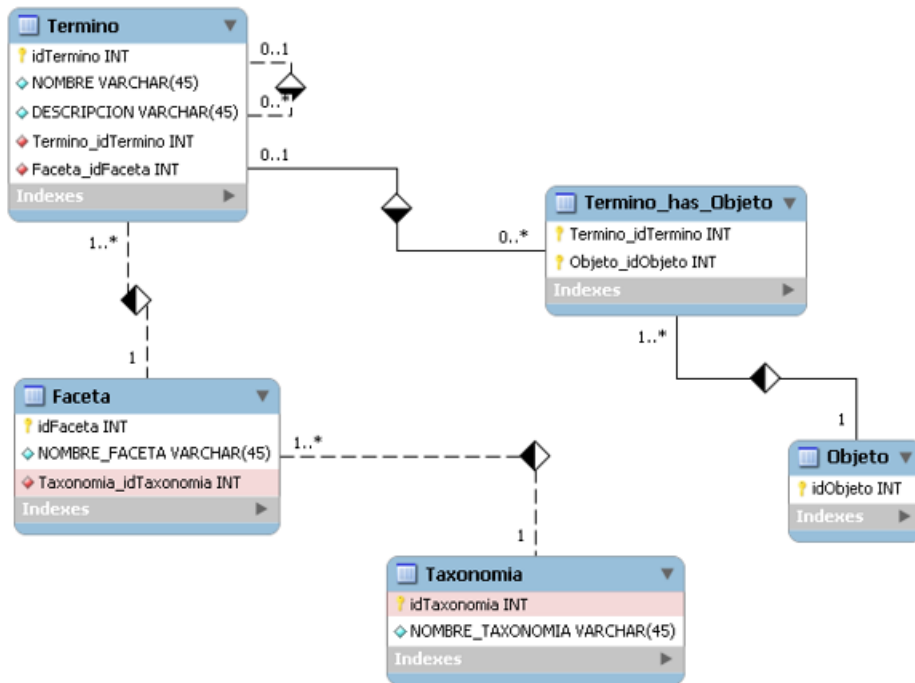 Termino
idTermino INT
NOMBRE VARCHAR(45)
DESCRIPCION VARCHAR(45)
Termino_idTermino INT
Faceta_idFaceta INT
Indexes
0..1
0..*
0..1
0..*
Termino_has_Objeto
Termino_idTermino INT
Objeto_idObjeto INT
Indexes
1..*
1
1..*
1
Faceta
idFaceta INT
NOMBRE_FACETA VARCHAR(45)
Taxonomia_idTaxonomia INT
Indexes
1..*
1
Objeto
idObjeto INT
Indexes
Taxonomia
idTaxonomia INT
NOMBRE_TAXONOMIA VARCHAR(45)
Indexes